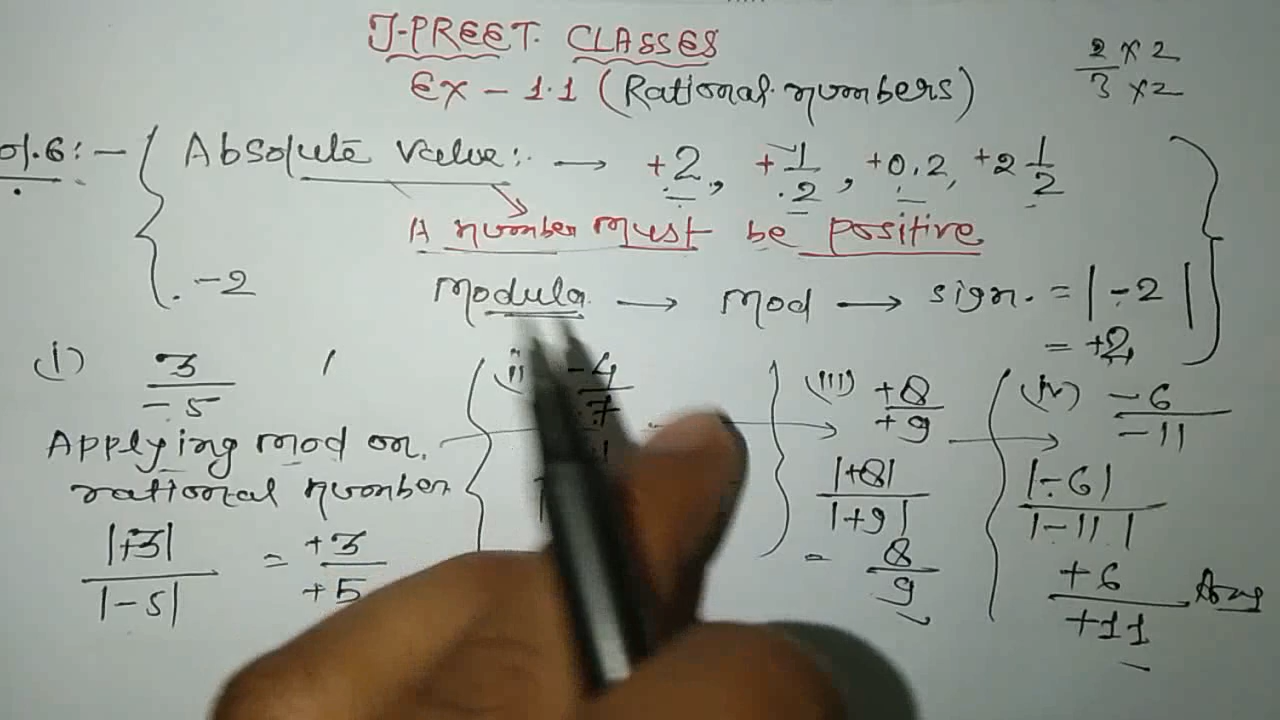 J-PREET CLASSES
EX - 1.1 (Rational numbers)
2 × 2
3 × 2
ol.6:- Absolute value:. → +2, +1/2, +0.2, +2 1/2
A number must be positive
-2 Modula → Mod → sign. = |-2|
= +2
(i) 3/-5
Applying mod on
rational number
|+3|/|-5| = +3/+5
(ii) -4/7
(iii) +8/+9
|+8|/|+9|
= 8/9
(iv) -6/-11
|-6|/|-11|
+6/+11 Ans